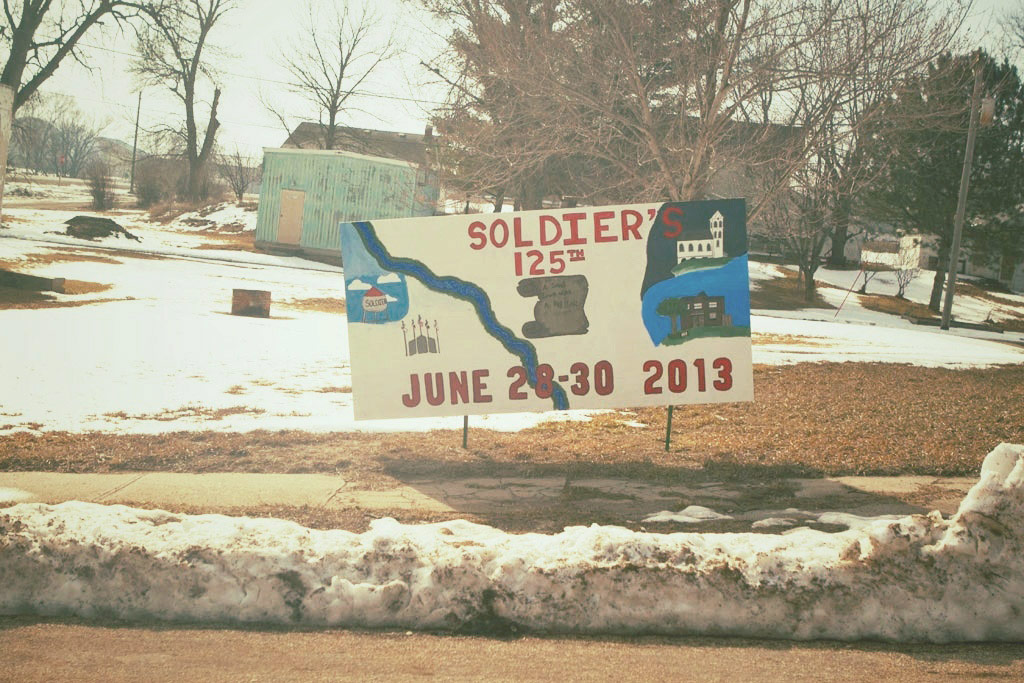 SOLDIER'S
125TH
SOLDIER
JUNE 28-30 2013